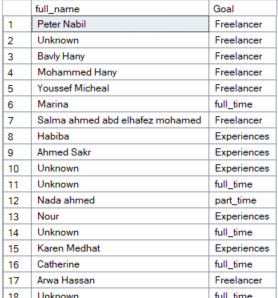 full_name Goal
1 Peter Nabil Freelancer
2 Unknown Freelancer
3 Bavly Hany Freelancer
4 Mohammed Hany Freelancer
5 Youssef Micheal Freelancer
6 Marina full_time
7 Salma ahmed abd elhafez mohamed Freelancer
8 Habiba Experiences
9 Ahmed Sakr Experiences
10 Unknown Experiences
11 Unknown full_time
12 Nada ahmed part_time
13 Nour Experiences
14 Unknown full_time
15 Karen Medhat Experiences
16 Catherine full_time
17 Arwa Hassan Freelancer
18 Unknown full_time